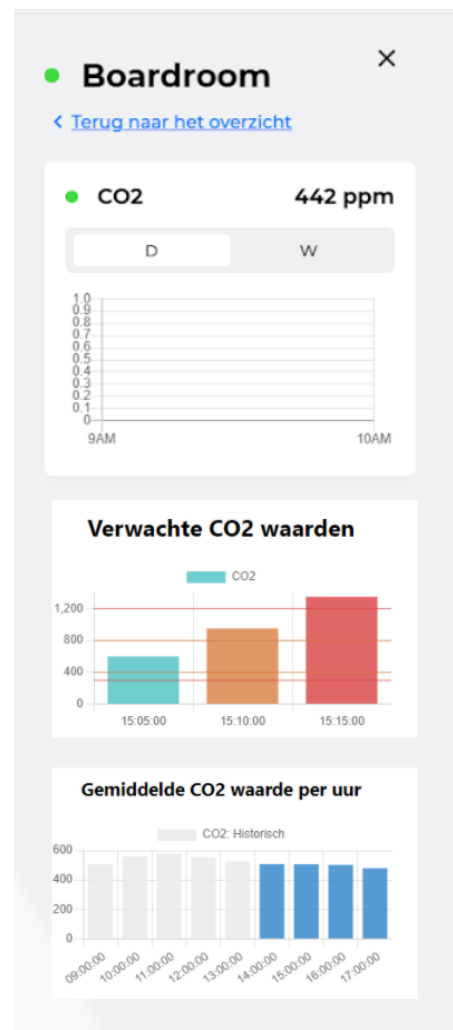 Boardroom
Terug naar het overzicht
CO2 442 ppm
D W
1.0
0.9
0.8
0.7
0.6
0.5
0.4
0.3
0.2
0.1
0
9AM 10AM
Verwachte CO2 waarden
CO2
1,200
800
400
0
15:05:00 15:10:00 15:15:00
Gemiddelde CO2 waarde per uur
CO2: Historisch
600
400
200
0
09:00:00 10:00:00 11:00:00 12:00:00 13:00:00 14:00:00 15:00:00 16:00:00 17:00:00